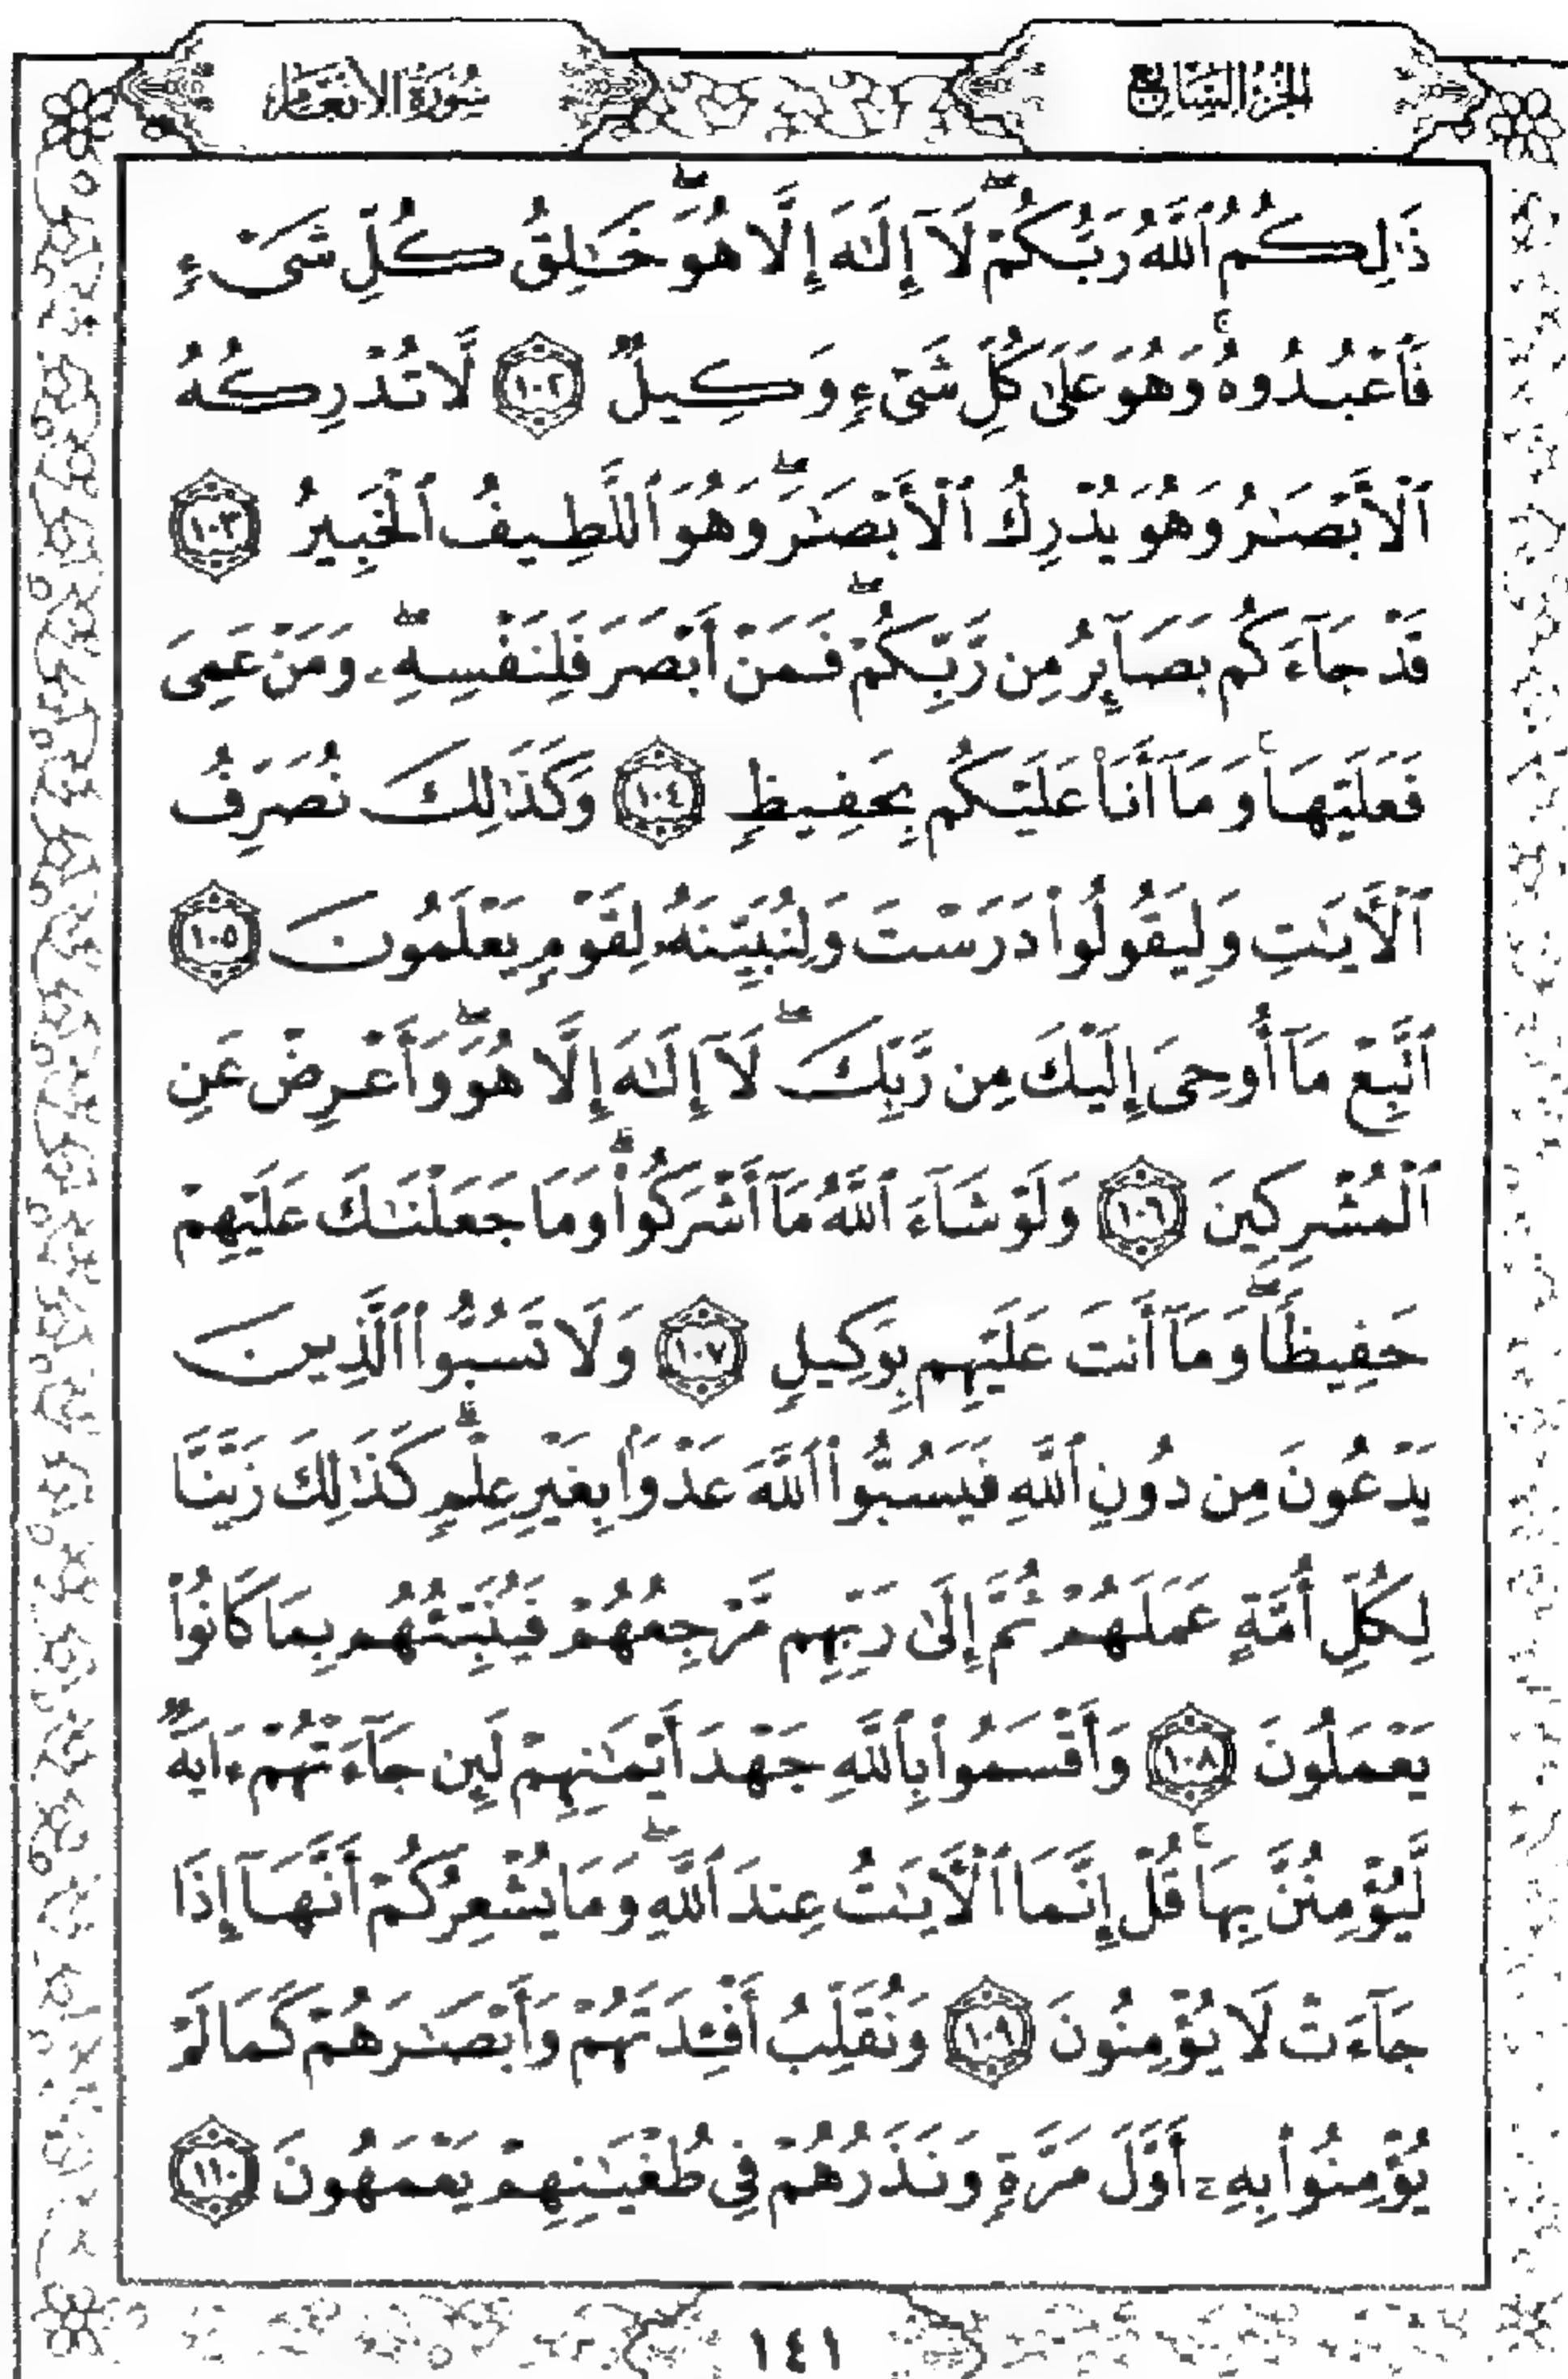 الجزء السابع
سورة الأنعام
ذَٰلِكُمُ ٱللَّهُ رَبُّكُمْ ۖ لَآ إِلَٰهَ إِلَّا هُوَ ۖ خَٰلِقُ كُلِّ شَىْءٍ
فَٱعْبُدُوهُ ۚ وَهُوَ عَلَىٰ كُلِّ شَىْءٍ وَكِيلٌ ١٠٢ لَّا تُدْرِكُهُ
ٱلْأَبْصَٰرُ وَهُوَ يُدْرِكُ ٱلْأَبْصَٰرَ ۖ وَهُوَ ٱللَّطِيفُ ٱلْخَبِيرُ ١٠٣
قَدْ جَآءَكُم بَصَآئِرُ مِن رَّبِّكُمْ ۖ فَمَنْ أَبْصَرَ فَلِنَفْسِهِۦ ۖ وَمَنْ عَمِىَ
فَعَلَيْهَا ۚ وَمَآ أَنَا۠ عَلَيْكُم بِحَفِيظٍ ١٠٤ وَكَذَٰلِكَ نُصَرِّفُ
ٱلْأَيَٰتِ وَلِيَقُولُوا۟ دَرَسْتَ وَلِنُبَيِّنَهُۥ لِقَوْمٍ يَعْلَمُونَ ١٠٥
ٱتَّبِعْ مَآ أُوحِىَ إِلَيْكَ مِن رَّبِّكَ ۖ لَآ إِلَٰهَ إِلَّا هُوَ ۖ وَأَعْرِضْ عَنِ
ٱلْمُشْرِكِينَ ١٠٦ وَلَوْ شَآءَ ٱللَّهُ مَآ أَشْرَكُوا۟ ۗ وَمَا جَعَلْنَٰكَ عَلَيْهِمْ
حَفِيظًا ۖ وَمَآ أَنتَ عَلَيْهِم بِوَكِيلٍ ١٠٧ وَلَا تَسُبُّوا۟ ٱلَّذِينَ
يَدْعُونَ مِن دُونِ ٱللَّهِ فَيَسُبُّوا۟ ٱللَّهَ عَدْوًۢا بِغَيْرِ عِلْمٍ ۗ كَذَٰلِكَ زَيَّنَّا
لِكُلِّ أُمَّةٍ عَمَلَهُمْ ثُمَّ إِلَىٰ رَبِّهِم مَّرْجِعُهُمْ فَيُنَبِّئُهُم بِمَا كَانُوا۟
يَعْمَلُونَ ١٠٨ وَأَقْسَمُوا۟ بِٱللَّهِ جَهْدَ أَيْمَٰنِهِمْ لَئِن جَآءَتْهُمْ ءَايَةٌ
لَّيُؤْمِنُنَّ بِهَا ۚ قُلْ إِنَّمَا ٱلْأَيَٰتُ عِندَ ٱللَّهِ ۖ وَمَا يُشْعِرُكُمْ أَنَّهَآ إِذَا
جَآءَتْ لَا يُؤْمِنُونَ ١٠٩ وَنُقَلِّبُ أَفْـِٔدَتَهُمْ وَأَبْصَٰرَهُمْ كَمَا لَمْ
يُؤْمِنُوا۟ بِهِۦٓ أَوَّلَ مَرَّةٍ وَنَذَرُهُمْ فِى طُغْيَٰنِهِمْ يَعْمَهُونَ ١١٠
١٤١